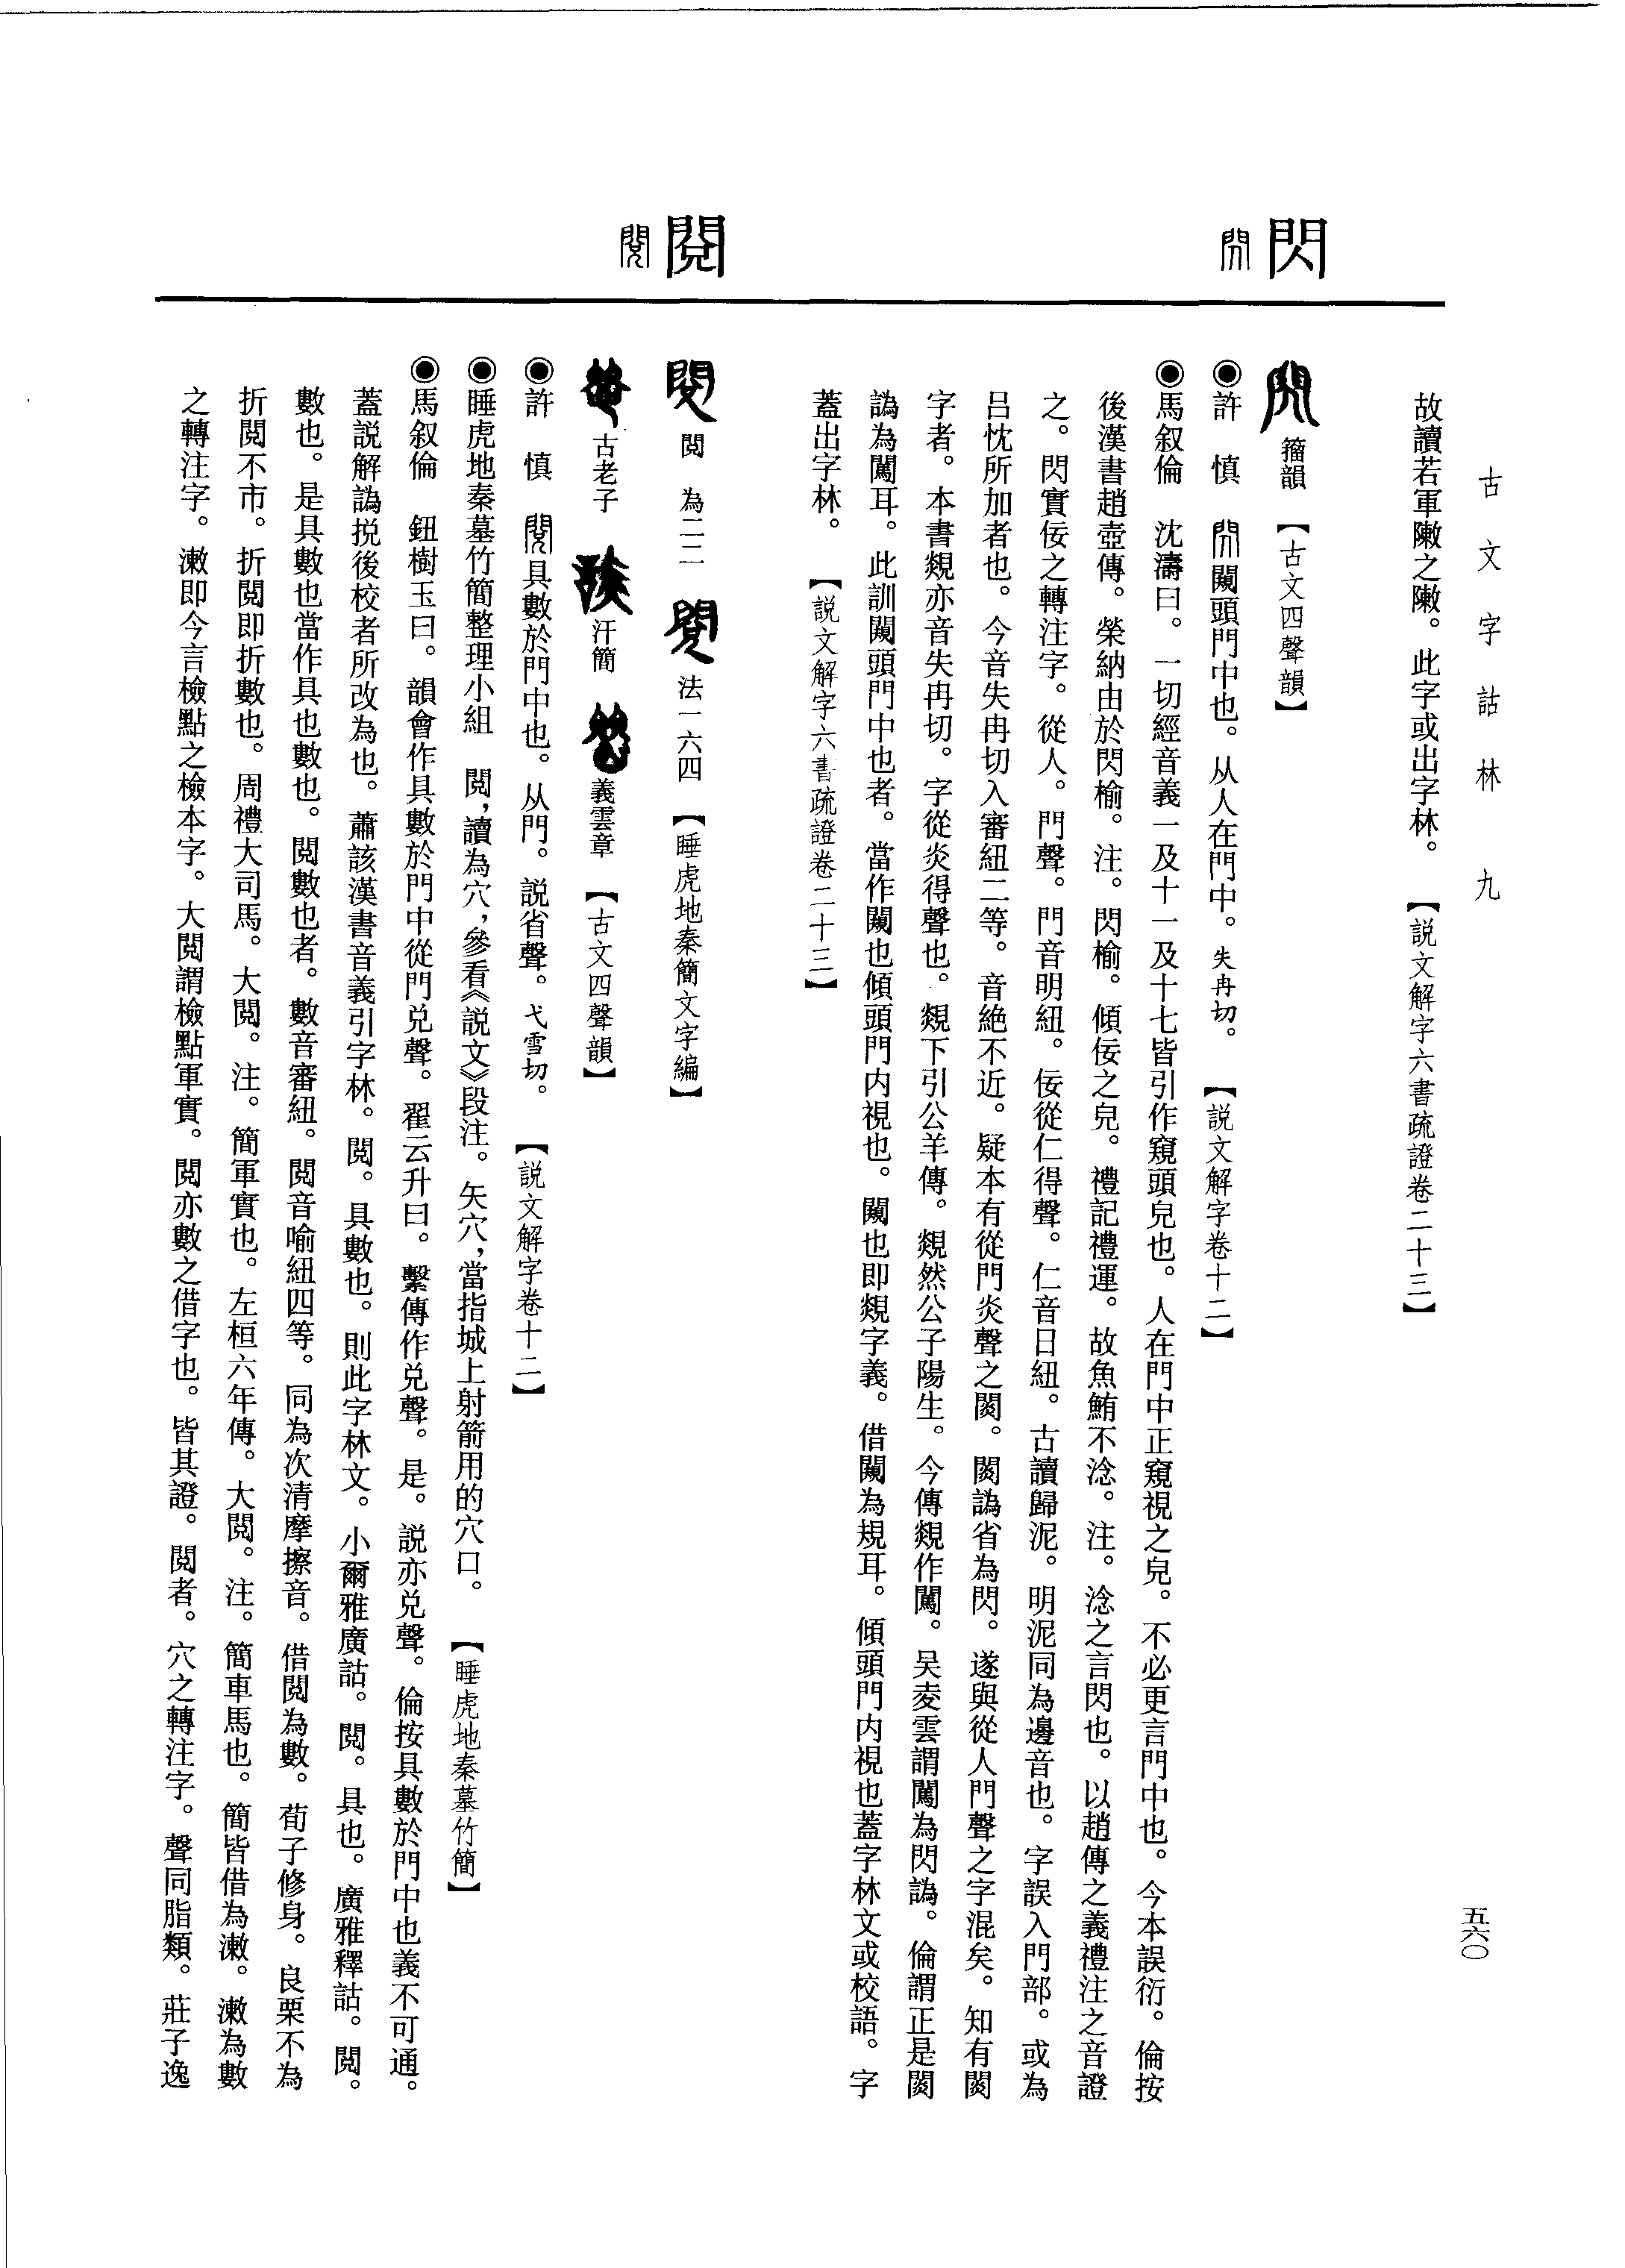 古文字詁林 九
五六〇
故讀若軍敶之敶。此字或出字林。【説文解字六書疏證卷二十三】
閃
籀韻 【古文四聲韻】
◉許 慎 閃闚頭門中也。从人在門中。失冉切。 【説文解字卷十二】
◉馬叙倫 沈濤曰。一切經音義一及十一及十七皆引作窺頭皃也。人在門中正窺視之皃。不必更言門中也。今本誤衍。倫按
後漢書趙壺傳。榮納由於閃榆。注。閃榆。傾佞之皃。禮記禮運。故魚鮪不淰。注。淰之言閃也。以趙傳之義禮注之音證
之。閃實佞之轉注字。從人。門聲。門音明紐。佞從仁得聲。仁音日紐。古讀歸泥。明泥同為邊音也。字誤入門部。或為
吕忱所加者也。今音失冉切入審紐二等。音絶不近。疑本有從門炎聲之閿。閿譌省為閃。遂與從人門聲之字混矣。知有閿
字者。本書覢亦音失冉切。字從炎得聲也。覢下引公羊傳。覢然公子陽生。今傳覢作闖。吴夌雲謂闖為閃譌。倫謂正是閿
譌為闖耳。此訓闚頭門中也者。當作闚也傾頭門内視也。闚也即覢字義。借闚為規耳。傾頭門内視也蓋字林文或校語。字
蓋出字林。 【説文解字六書疏證卷二十三】
閱
閱 為二二 法一六四 【睡虎地秦簡文字編】
古老子 汗簡 義雲章 【古文四聲韻】
◉許 慎 閱具數於門中也。从門。説省聲。弋雪切。 【説文解字卷十二】
◉睡虎地秦墓竹簡整理小組 閱,讀為穴,參看《説文》段注。矢穴,當指城上射箭用的穴口。 【睡虎地秦墓竹簡】
◉馬叙倫 鈕樹玉曰。韻會作具數於門中從門兑聲。翟云升曰。繫傳作兑聲。是。説亦兑聲。倫按具數於門中也義不可通。
蓋説解譌挩後校者所改為也。蕭該漢書音義引字林。閱。具數也。則此字林文。小爾雅廣詁。閱。具也。廣雅釋詁。閱。
數也。是具數也當作具也數也。閱數也者。數音審紐。閱音喻紐四等。同為次清摩擦音。借閱為數。荀子修身。良栗不為
折閱不市。折閱即折數也。周禮大司馬。大閱。注。簡軍實也。左桓六年傳。大閱。注。簡車馬也。簡皆借為潄。潄為數
之轉注字。潄即今言檢點之檢本字。大閱謂檢點軍實。閱亦數之借字也。皆其證。閱者。穴之轉注字。聲同脂類。莊子逸